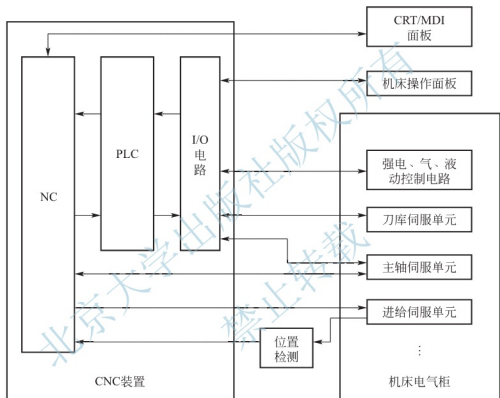 CRT/MDI
面板
机床操作面板
NC
PLC
I/O
电
路
强电、气、液
动控制电路
刀库伺服单元
主轴伺服单元
进给伺服单元
位置
检测
⋮
CNC装置
机床电气柜
北京大学出版社版权所有
禁止转载